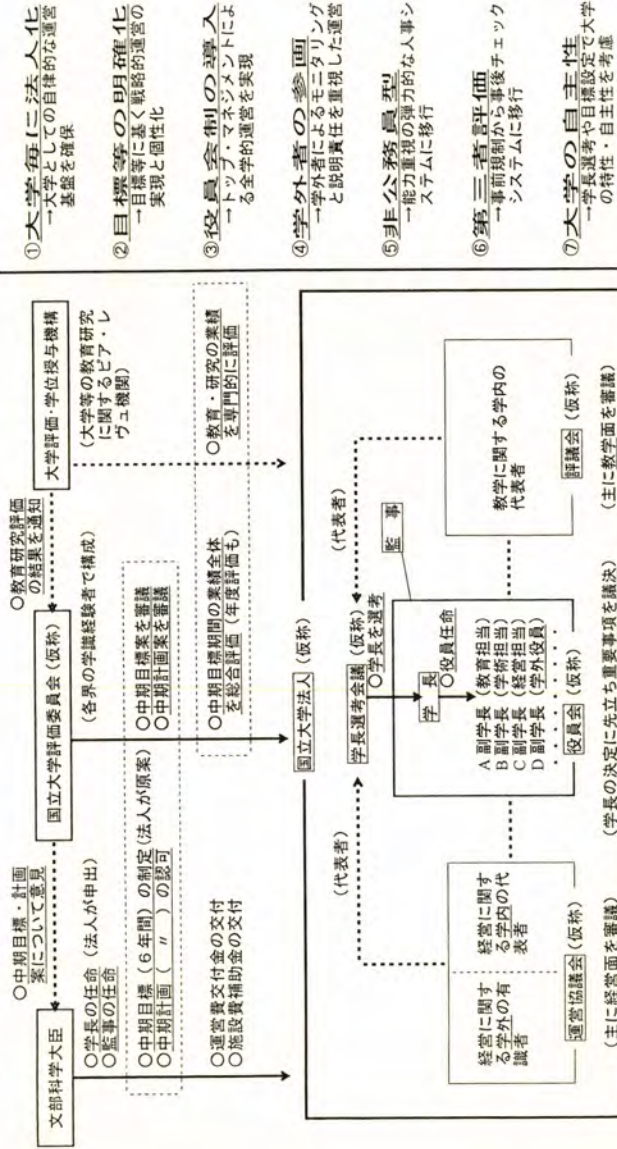 文部科学大臣
○中期目標・計画
案について意見
国立大学評価委員会(仮称)
(各界の学識経験者で構成)
○教育研究評価
の結果を通知
大学評価・学位授与機構
(大学等の教育研究
に関するピア・レ
ヴュ機関)
○学長の任命(法人が申出)
○監事の任命
○中期目標(6年間)の制定(法人が原案)
○中期計画( 〃 )の認可
○中期目標案を審議
○中期計画案を審議
○運営費交付金の交付
○施設費補助金の交付
○中期目標期間の業績全体
を総合評価(年度評価も)
○教育・研究の業績
を専門的に評価
国立大学法人(仮称)
(代表者)
学長選考会議(仮称)
(代表者)
○学長を選考
学長
監事
○役員任命
経営に関す
る学外の有
識者
経営に関す
る学内の代
表者
運営協議会(仮称)
(主に経営面を審議)
A 副学長(教育担当)
B 副学長(学術担当)
C 副学長(経営担当)
D 副学長(学外役員)
・・・・・・
役員会(仮称)
(学長の決定に先立ち重要事項を議決)
教学に関する学内の
代表者
評議会(仮称)
(主に教学面を審議)
①大学毎に法人化
→大学としての自律的な運営
基盤を確保
②目標等の明確化
→目標等に基く戦略的運営の
実現と個性化
③役員会制の導入
→トップ・マネジメントによ
る全学的運営を実現
④学外者の参画
→学外者によるモニタリング
と説明責任を重視した運営
⑤非公務員型
→能力重視の弾力的な人事シ
ステムに移行
⑥第三者評価
→事前規制から事後チェック
システムに移行
⑦大学の自主性
→学長選考や目標設定で大学
の特性・自主性を考慮